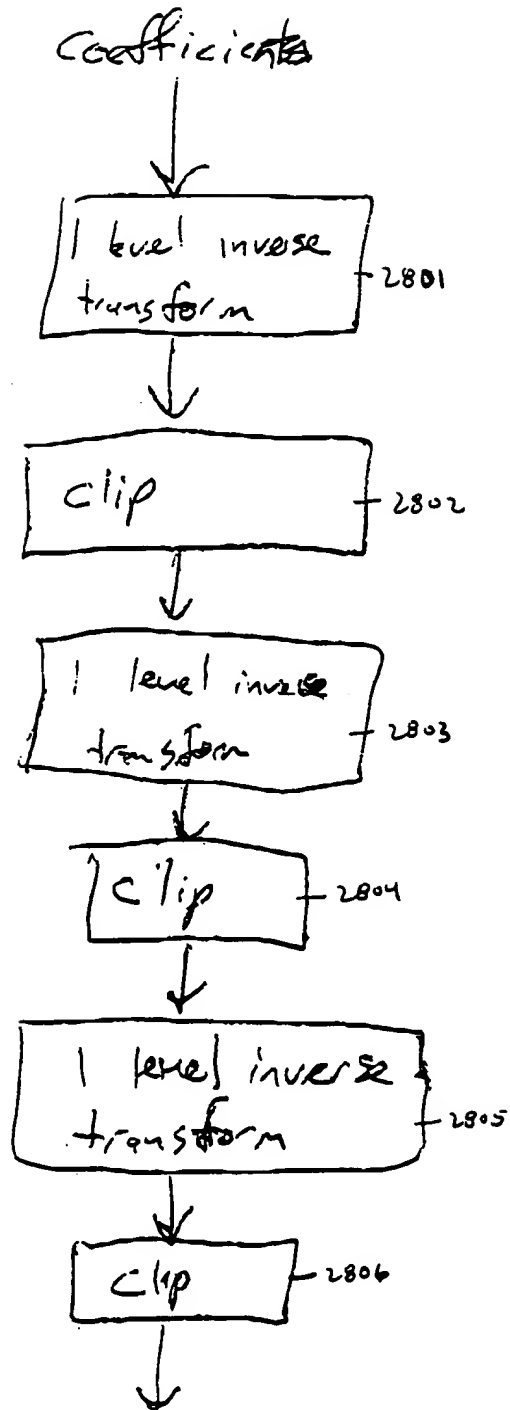 Coefficients
1 level inverse
transform
2801
clip
2802
1 level inverse
transform
2803
clip
2804
1 level inverse
transform
2805
clip
2806